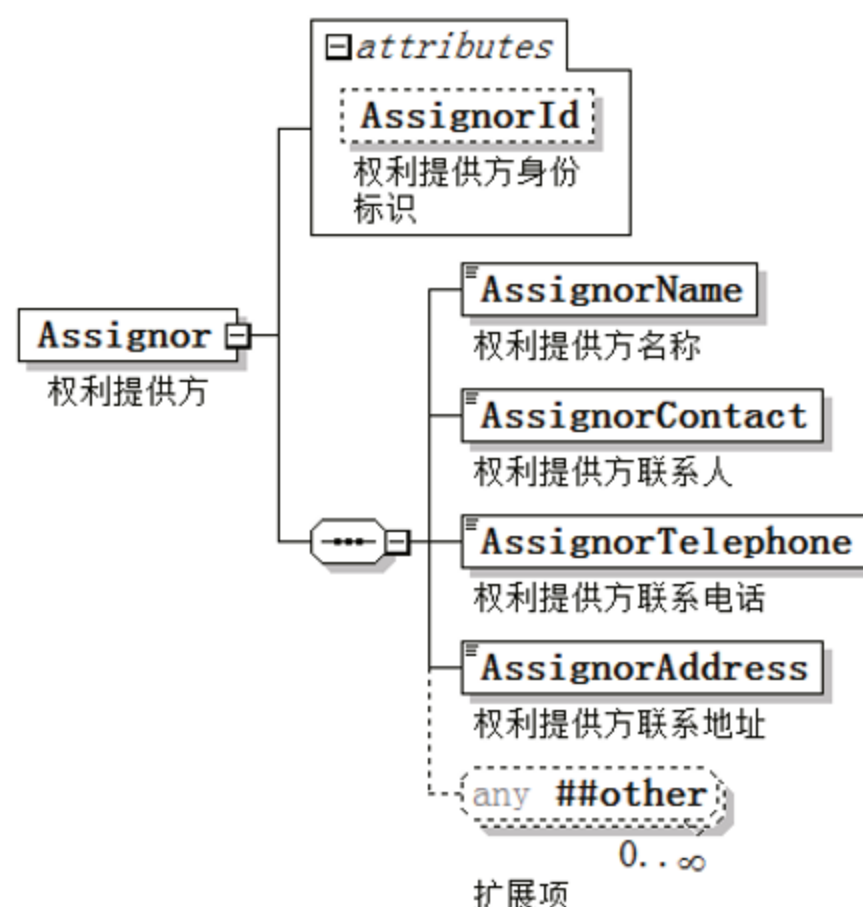 attributes
AssignorId
权利提供方身份
标识
Assignor
权利提供方
AssignorName
权利提供方名称
AssignorContact
权利提供方联系人
AssignorTelephone
权利提供方联系电话
AssignorAddress
权利提供方联系地址
any ##other
0..∞
扩展项